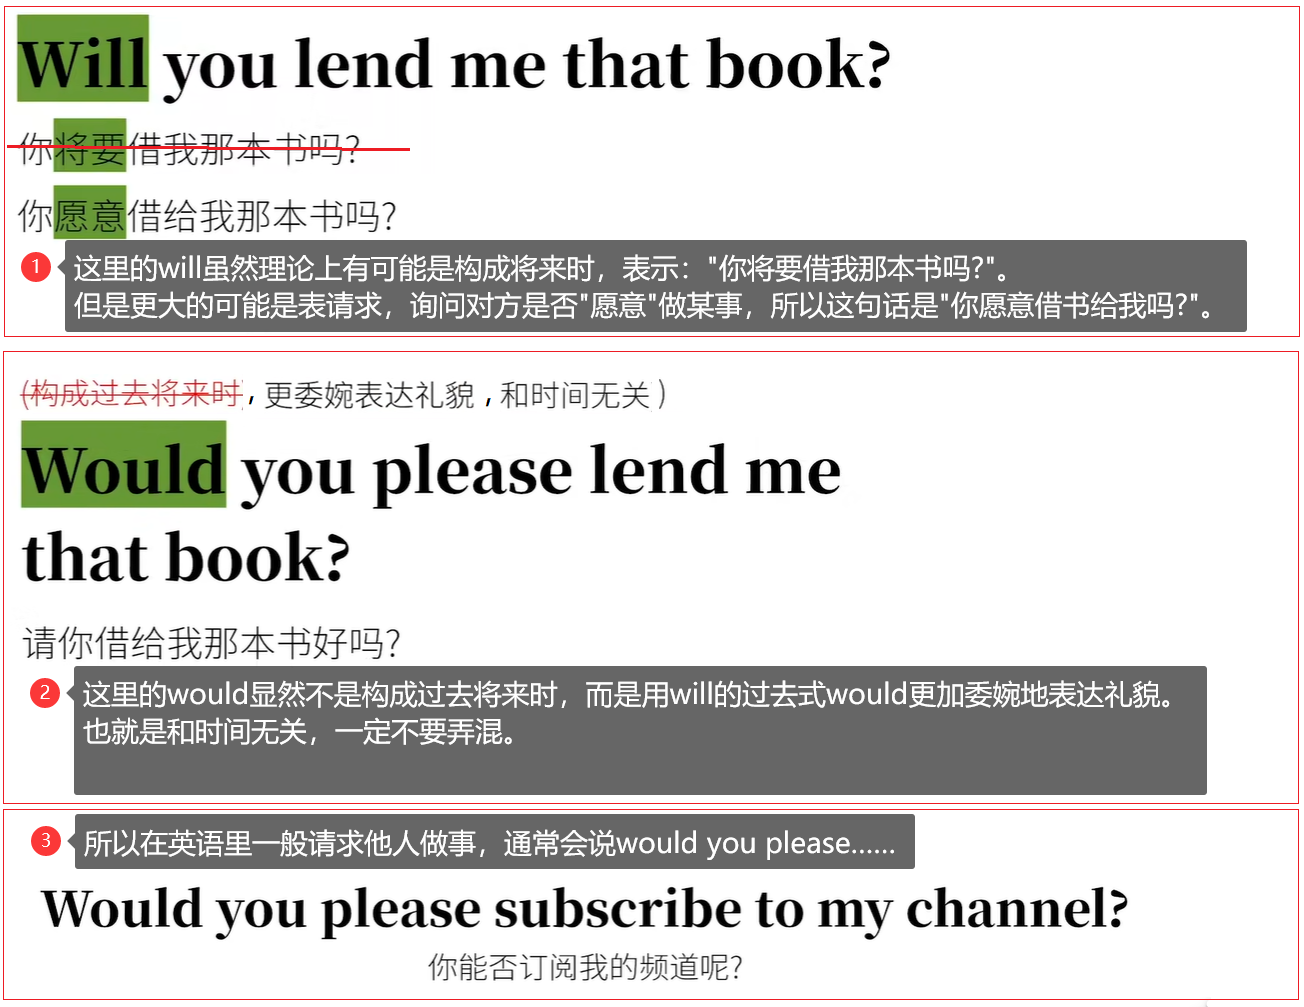 Will you lend me that book?
你将要借我那本书吗?
你愿意借给我那本书吗?
1
这里的will虽然理论上有可能是构成将来时，表示："你将要借我那本书吗?"。
但是更大的可能是表请求，询问对方是否"愿意"做某事，所以这句话是"你愿意借书给我吗?"。
(构成过去将来时，更委婉表达礼貌，和时间无关)
Would you please lend me
that book?
请你借给我那本书好吗?
2
这里的would显然不是构成过去将来时，而是用will的过去式would更加委婉地表达礼貌。
也就是和时间无关，一定不要弄混。
3
所以在英语里一般请求他人做事，通常会说would you please……
Would you please subscribe to my channel?
你能否订阅我的频道呢?